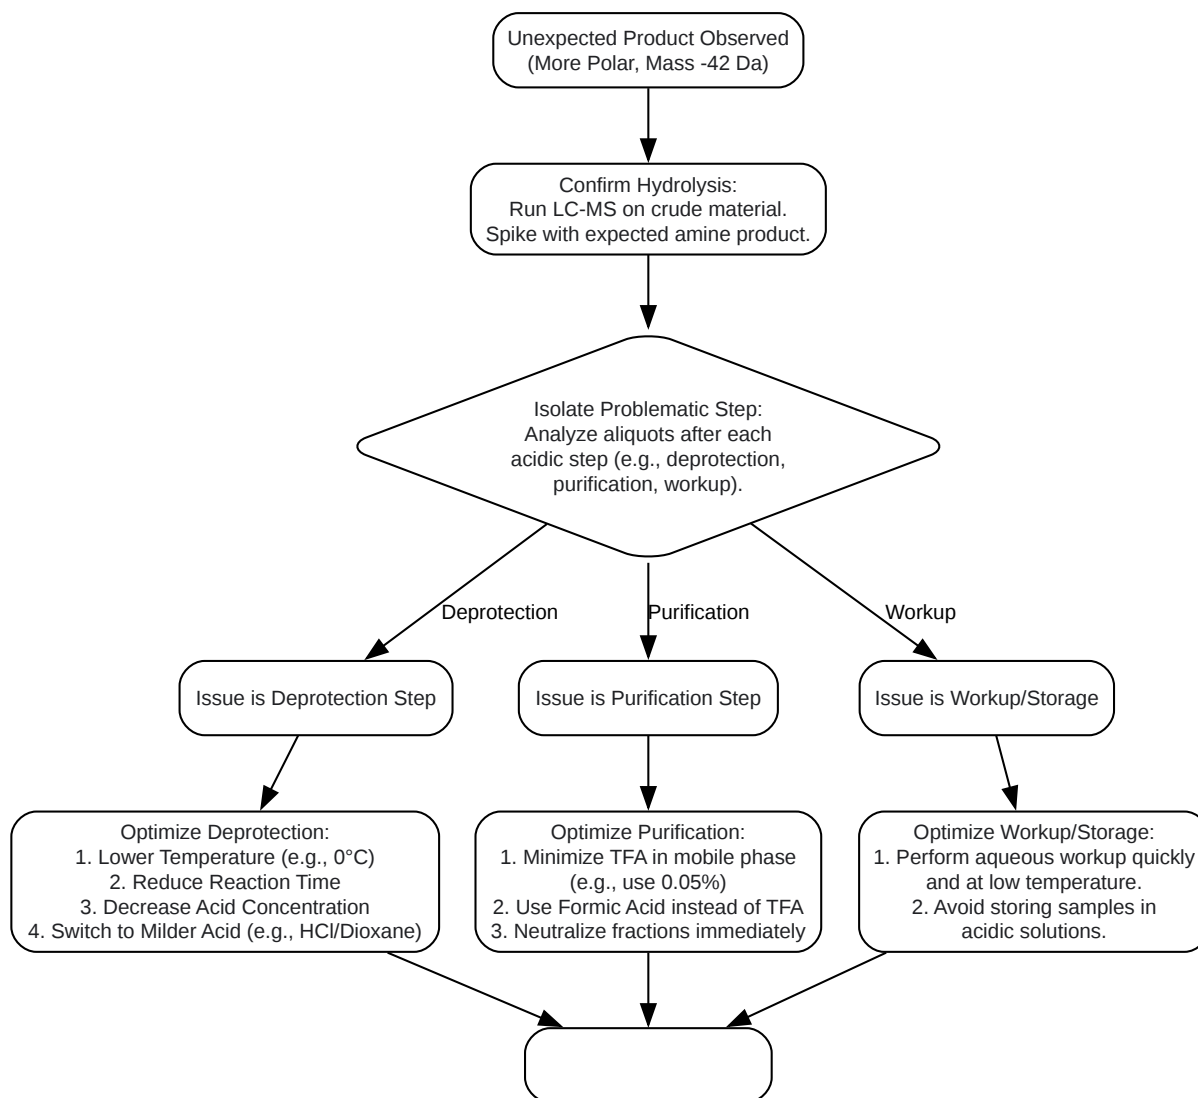 Unexpected Product Observed
(More Polar, Mass -42 Da)
Confirm Hydrolysis:
Run LC-MS on crude material.
Spike with expected amine product.
Isolate Problematic Step:
Analyze aliquots after each
acidic step (e.g., deprotection,
purification, workup).
Deprotection
Purification
Workup
Issue is Deprotection Step
Issue is Purification Step
Issue is Workup/Storage
Optimize Deprotection:
1. Lower Temperature (e.g., 0°C)
2. Reduce Reaction Time
3. Decrease Acid Concentration
4. Switch to Milder Acid (e.g., HCl/Dioxane)
Optimize Purification:
1. Minimize TFA in mobile phase
(e.g., use 0.05%)
2. Use Formic Acid instead of TFA
3. Neutralize fractions immediately
Optimize Workup/Storage:
1. Perform aqueous workup quickly
and at low temperature.
2. Avoid storing samples in
acidic solutions.